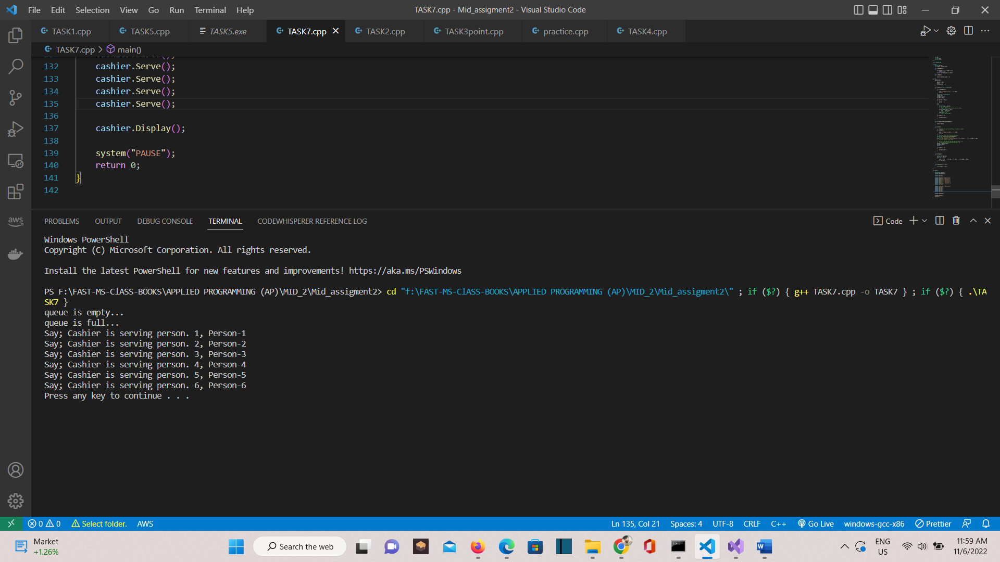 File Edit Selection View Go Run Terminal Help
TASK7.cpp - Mid_assigment2 - Visual Studio Code
TASK1.cpp TASK5.cpp TASK5.exe TASK7.cpp TASK2.cpp TASK3point.cpp practice.cpp TASK4.cpp
TASK7.cpp > main()
132 cashier.Serve();
133 cashier.Serve();
134 cashier.Serve();
135 cashier.Serve();
136
137 cashier.Display();
138
139 system("PAUSE");
140 return 0;
141 }
142
PROBLEMS OUTPUT DEBUG CONSOLE TERMINAL CODEWHISPERER REFERENCE LOG
Code
Windows PowerShell
Copyright (C) Microsoft Corporation. All rights reserved.
Install the latest PowerShell for new features and improvements! https://aka.ms/PSWindows
PS F:\FAST-MS-ClASS-BOOKS\APPLIED PROGRAMMING (AP)\MID_2\Mid_assigment2> cd "f:\FAST-MS-ClASS-BOOKS\APPLIED PROGRAMMING (AP)\MID_2\Mid_assigment2\" ; if ($?) { g++ TASK7.cpp -o TASK7 } ; if ($?) { .\TA
SK7 }
queue is empty...
queue is full...
Say; Cashier is serving person. 1, Person-1
Say; Cashier is serving person. 2, Person-2
Say; Cashier is serving person. 3, Person-3
Say; Cashier is serving person. 4, Person-4
Say; Cashier is serving person. 5, Person-5
Say; Cashier is serving person. 6, Person-6
Press any key to continue . . .
aws
0 0 Select folder. AWS
Ln 135, Col 21 Spaces: 4 UTF-8 CRLF C++ Go Live windows-gcc-x86 Prettier
Market
+1.26%
Search the web
ENG
US
11:59 AM
11/6/2022